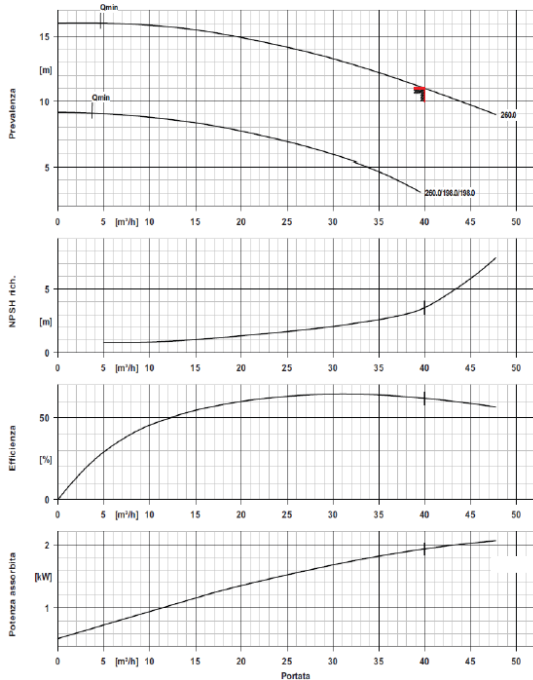 Qmin
15
[m]
10
Qmin
260.0
5
260.0/198.0/198.0
Prevalenza
0 5 [m³/h] 10 15 20 25 30 35 40 45 50
NPSH rich.
5
[m]
0
0 5 [m³/h] 10 15 20 25 30 35 40 45 50
Efficienza
50
[%]
0
0 5 [m³/h] 10 15 20 25 30 35 40 45 50
Potenza assorbita
2
[kW]
1
0 5 [m³/h] 10 15 20 25 30 35 40 45 50
Portata